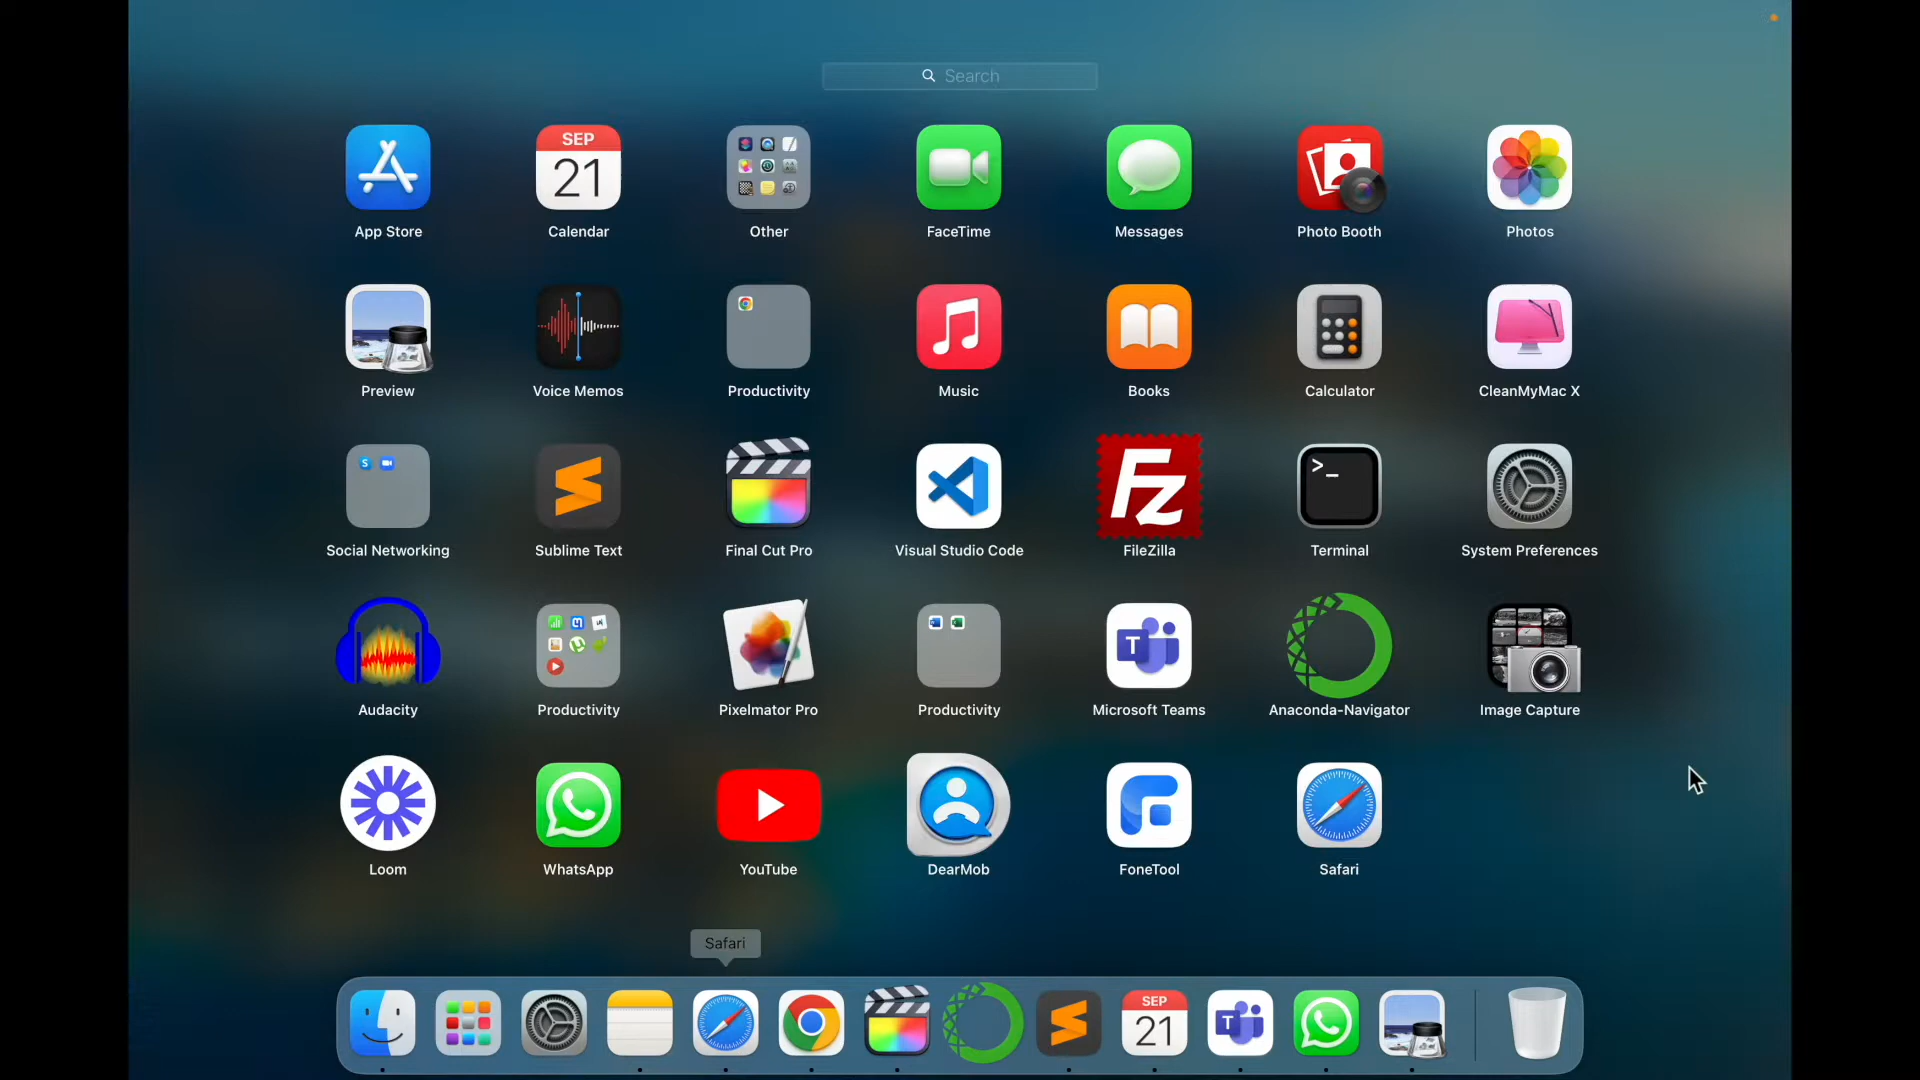 Search
SEP
21
App Store
Calendar
Other
FaceTime
Messages
Photo Booth
Photos
Preview
Voice Memos
Productivity
Music
Books
Calculator
CleanMyMac X
S
>_
Fz
Social Networking
Sublime Text
Final Cut Pro
Visual Studio Code
FileZilla
Terminal
System Preferences
T
Audacity
Productivity
Pixelmator Pro
Productivity
Microsoft Teams
Anaconda-Navigator
Image Capture
Loom
WhatsApp
YouTube
DearMob
FoneTool
Safari
Safari
SEP
21
T